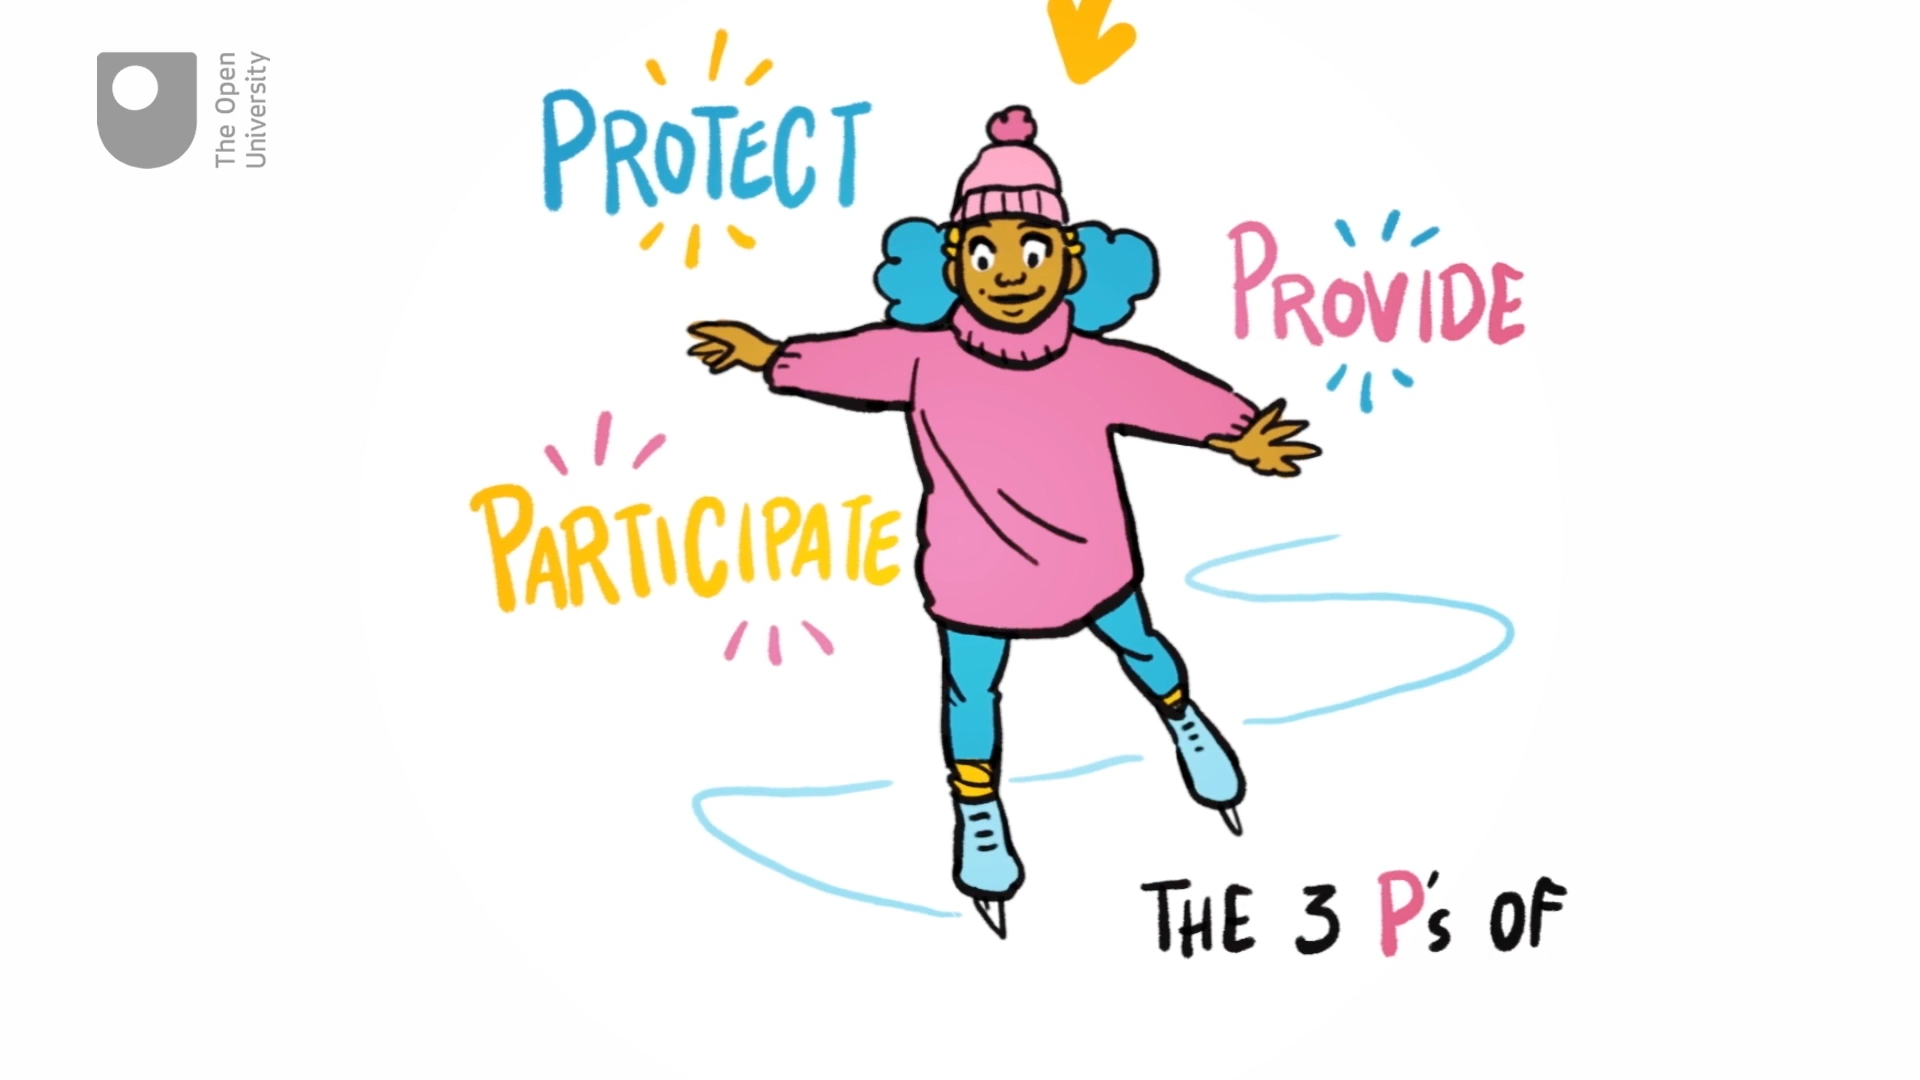 The Open
University
PROTECT
PROVIDE
PARTICIPATE
THE 3 P's OF